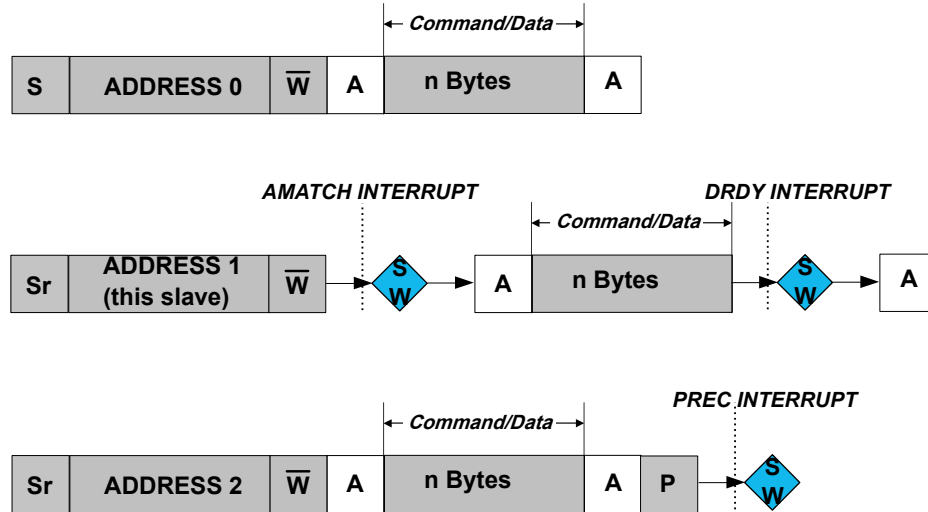 Command/Data
S ADDRESS 0 W̅ A n Bytes A
AMATCH INTERRUPT DRDY INTERRUPT
Command/Data
Sr ADDRESS 1 (this slave) W̅ S W A n Bytes S W A
PREC INTERRUPT
Command/Data
Sr ADDRESS 2 W̅ A n Bytes A P S W